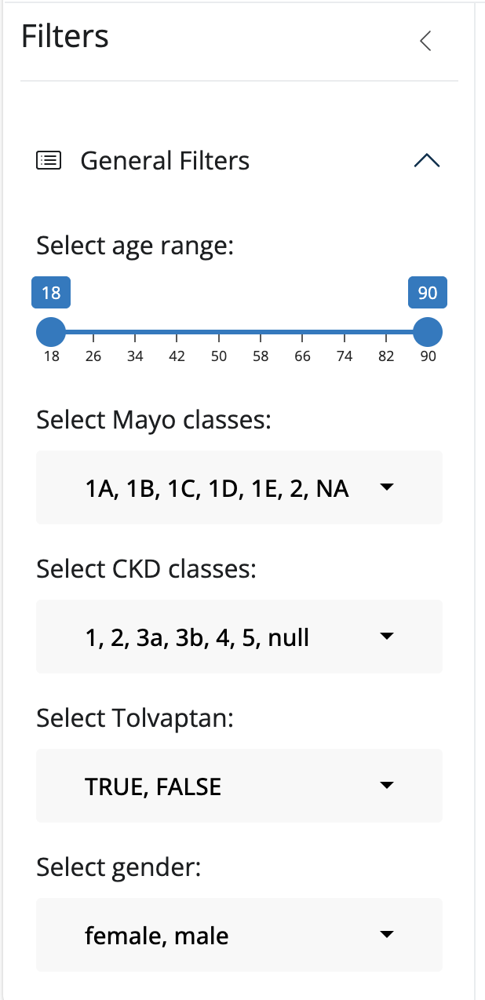 Filters
General Filters
Select age range:
18 90
18 26 34 42 50 58 66 74 82 90
Select Mayo classes:
1A, 1B, 1C, 1D, 1E, 2, NA
Select CKD classes:
1, 2, 3a, 3b, 4, 5, null
Select Tolvaptan:
TRUE, FALSE
Select gender:
female, male